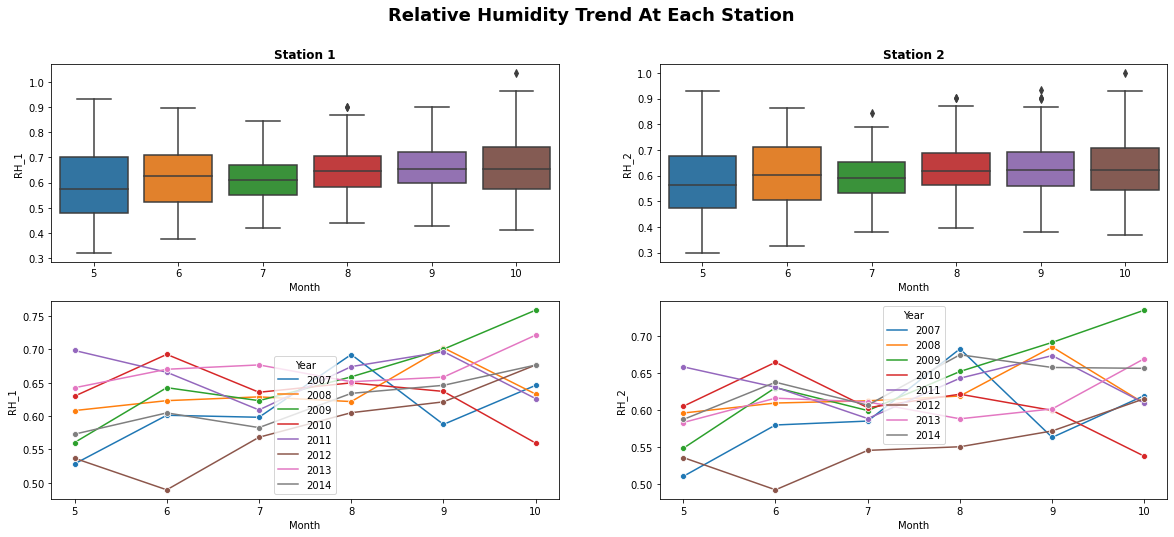 Relative Humidity Trend At Each Station
Station 1
1.0
0.9
0.8
0.7
0.6
0.5
0.4
0.3
RH_1
5 6 7 8 9 10
Month
Station 2
1.0
0.9
0.8
0.7
0.6
0.5
0.4
0.3
RH_2
5 6 7 8 9 10
Month
0.75
0.70
0.65
0.60
0.55
0.50
RH_1
Year
2007
2008
2009
2010
2011
2012
2013
2014
5 6 7 8 9 10
Month
0.70
0.65
0.60
0.55
0.50
RH_2
Year
2007
2008
2009
2010
2011
2012
2013
2014
5 6 7 8 9 10
Month